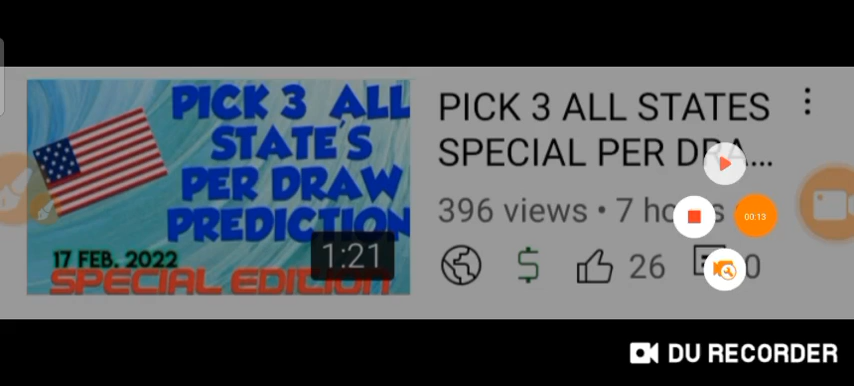 PICK 3 ALL
STATE'S
PER DRAW
PREDICTION
17 FEB. 2022
SPECIAL EDITION
1:21
PICK 3 ALL STATES
SPECIAL PER DRA...
396 views • 7
00:13
26
0
DU RECORDER